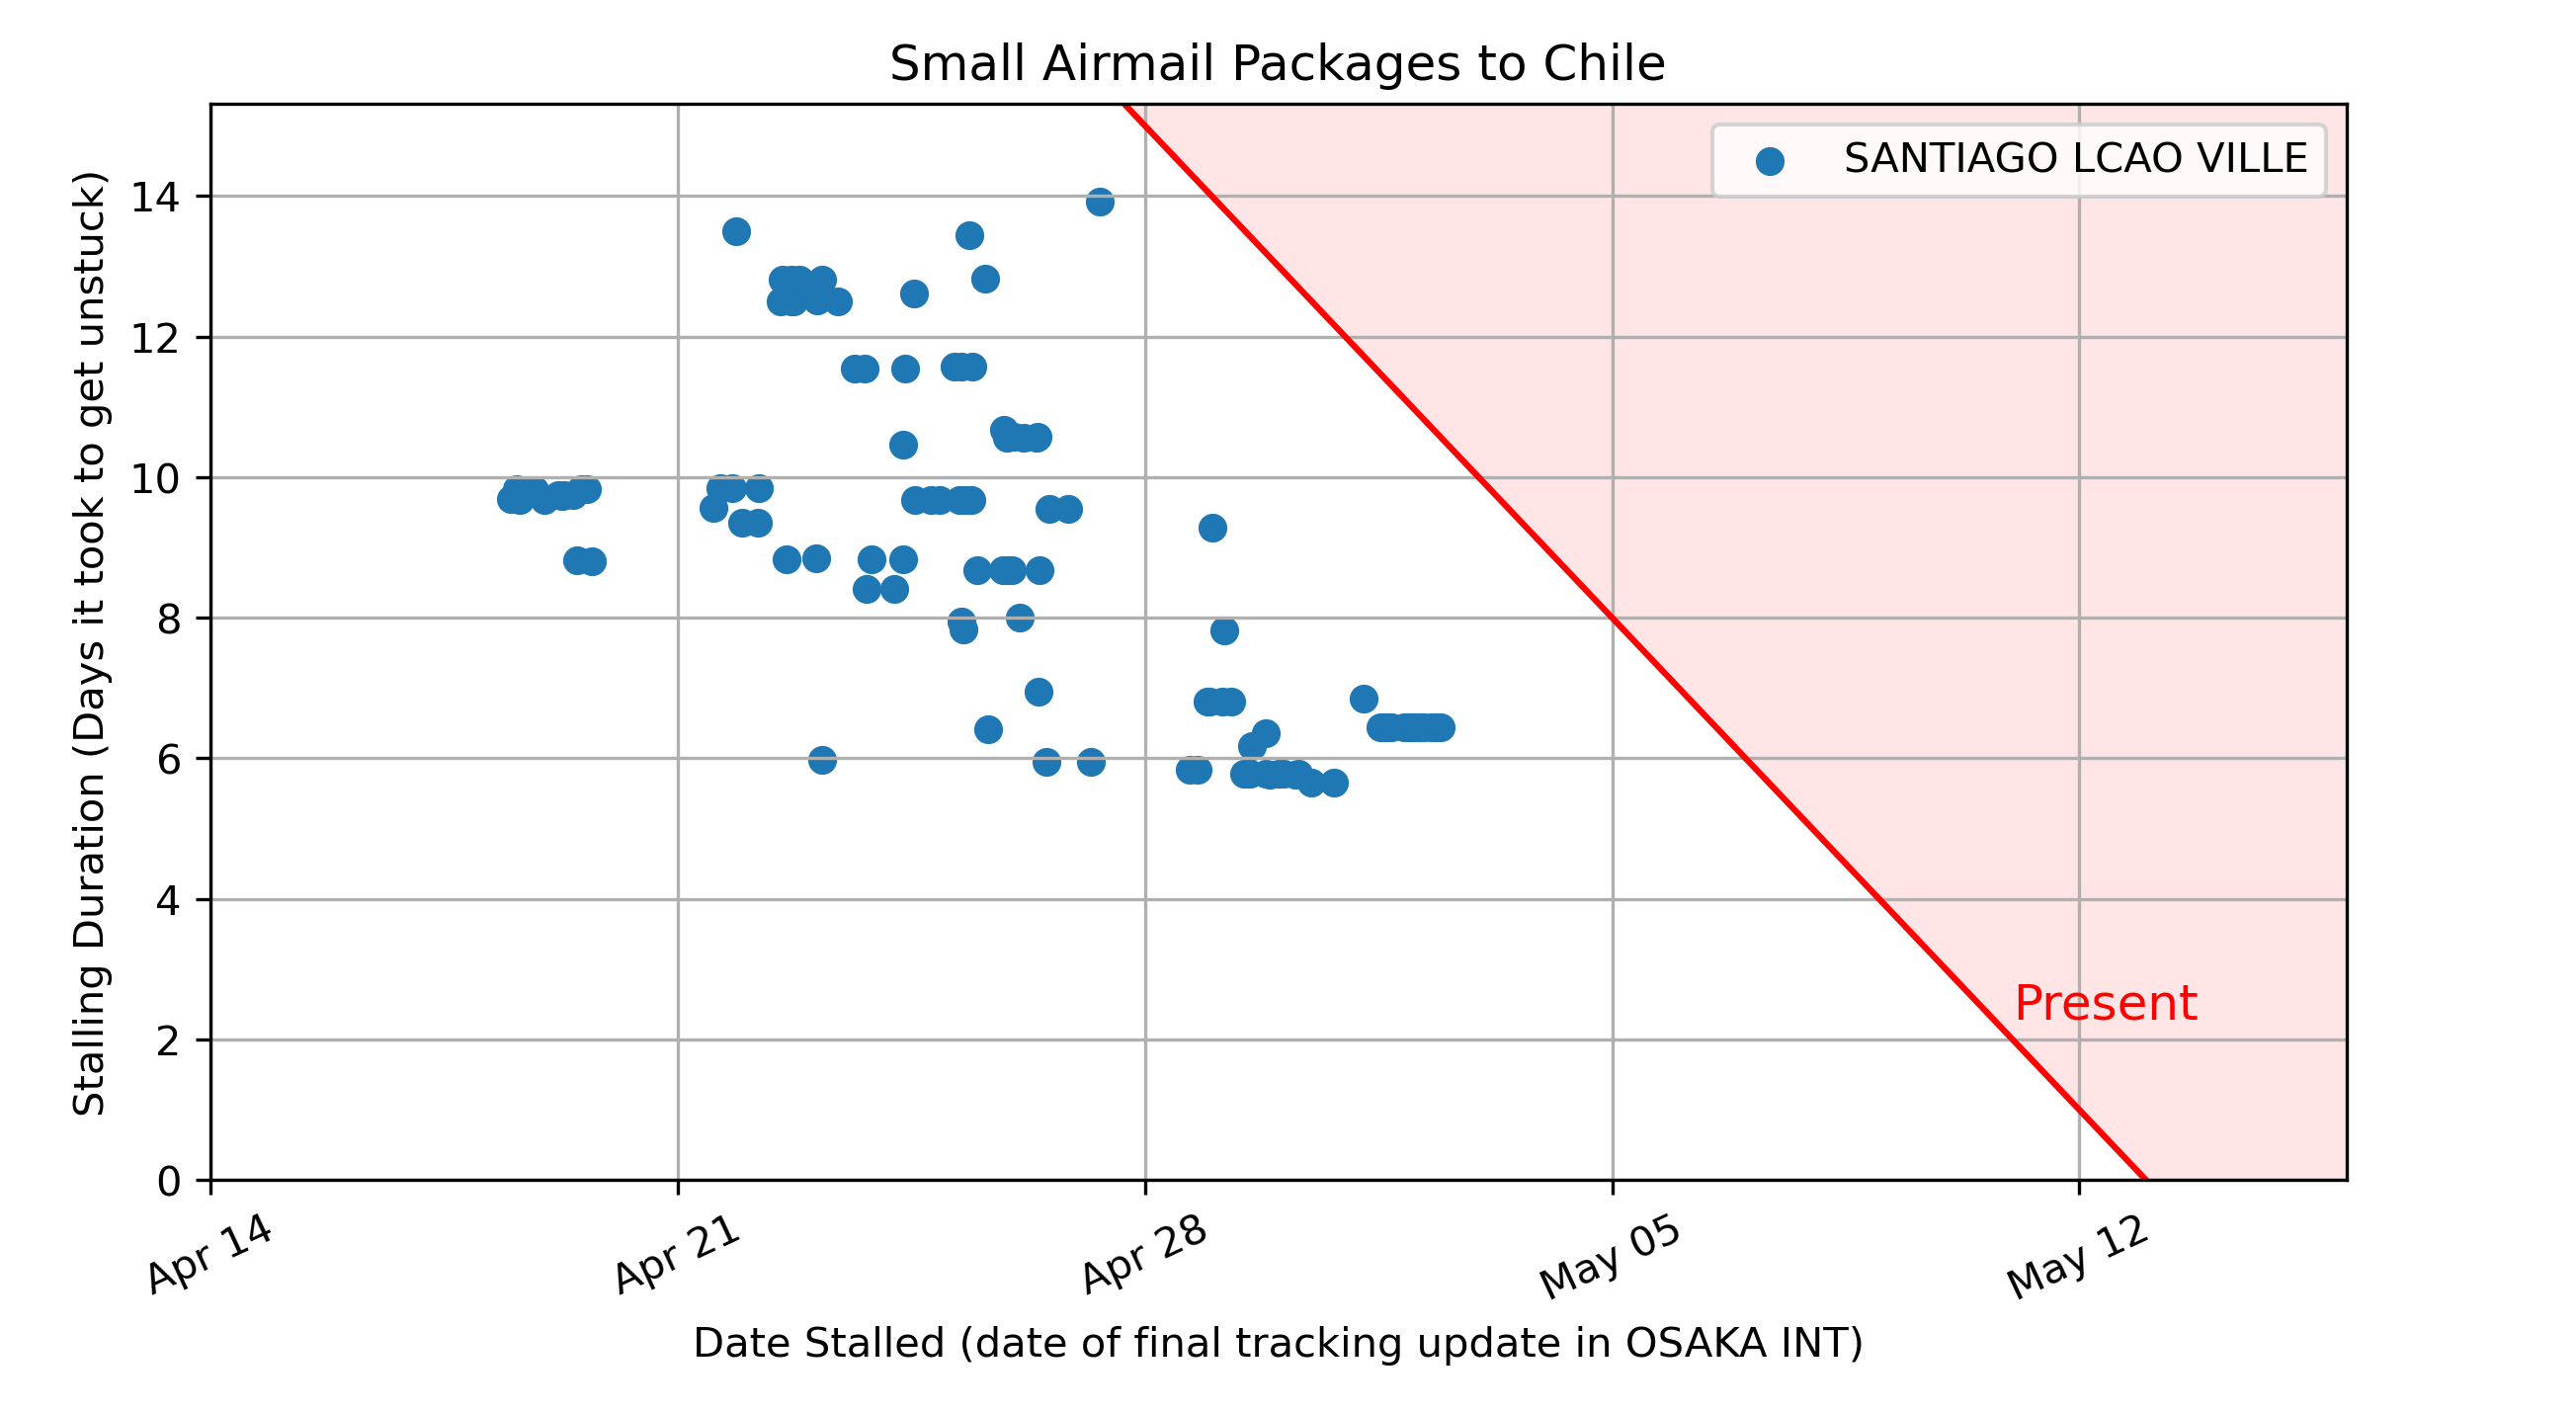 Small Airmail Packages to Chile
SANTIAGO LCAO VILLE
Stalling Duration (Days it took to get unstuck)
14
12
10
8
6
4
2
0
Present
Apr 14
Apr 21
Apr 28
May 05
May 12
Date Stalled (date of final tracking update in OSAKA INT)